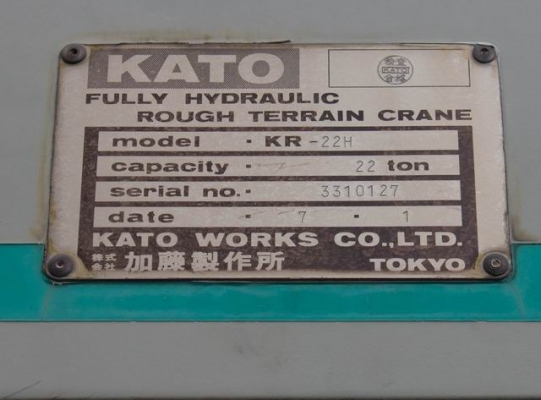 KATO
KATO
FULLY HYDRAULIC
ROUGH TERRAIN CRANE
model · KR-22H
capacity · 22 ton
serial no. · 3310127
date · 7 · 1
KATO WORKS CO.,LTD.
株式会社 加藤製作所 TOKYO